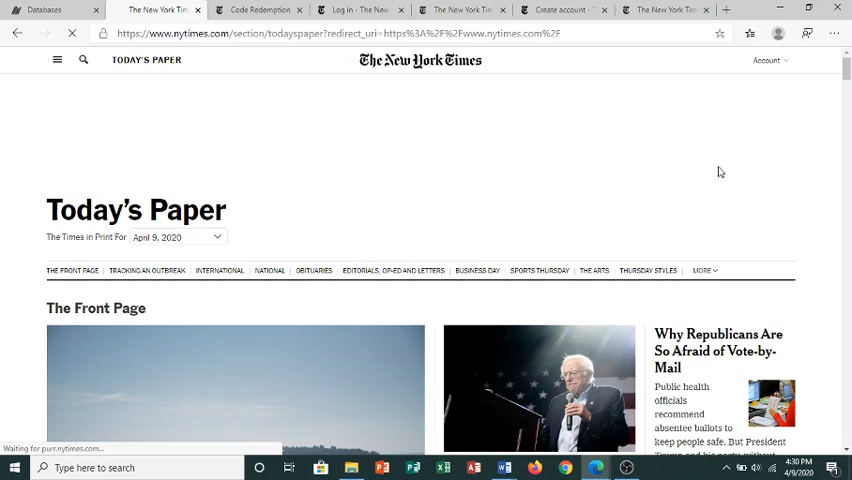 Databases
The New York Tim
Code Redemption
Log in - The New
The New York Tim
Create account - T
The New York Tim
https://www.nytimes.com/section/todayspaper?redirect_uri=https%3A%2F%2Fwww.nytimes.com%2F
TODAY'S PAPER
The New York Times
Account
Today's Paper
The Times in Print For April 9, 2020
THE FRONT PAGE TRACKING AN OUTBREAK INTERNATIONAL NATIONAL OBITUARIES EDITORIALS, OP-ED AND LETTERS BUSINESS DAY SPORTS THURSDAY THE ARTS THURSDAY STYLES MORE
The Front Page
Why Republicans Are
So Afraid of Vote-by-
Mail
Public health
officials
recommend
absentee ballots to
keep people safe. But President
Waiting for purr.nytimes.com...
Type here to search
4:30 PM
4/9/2020